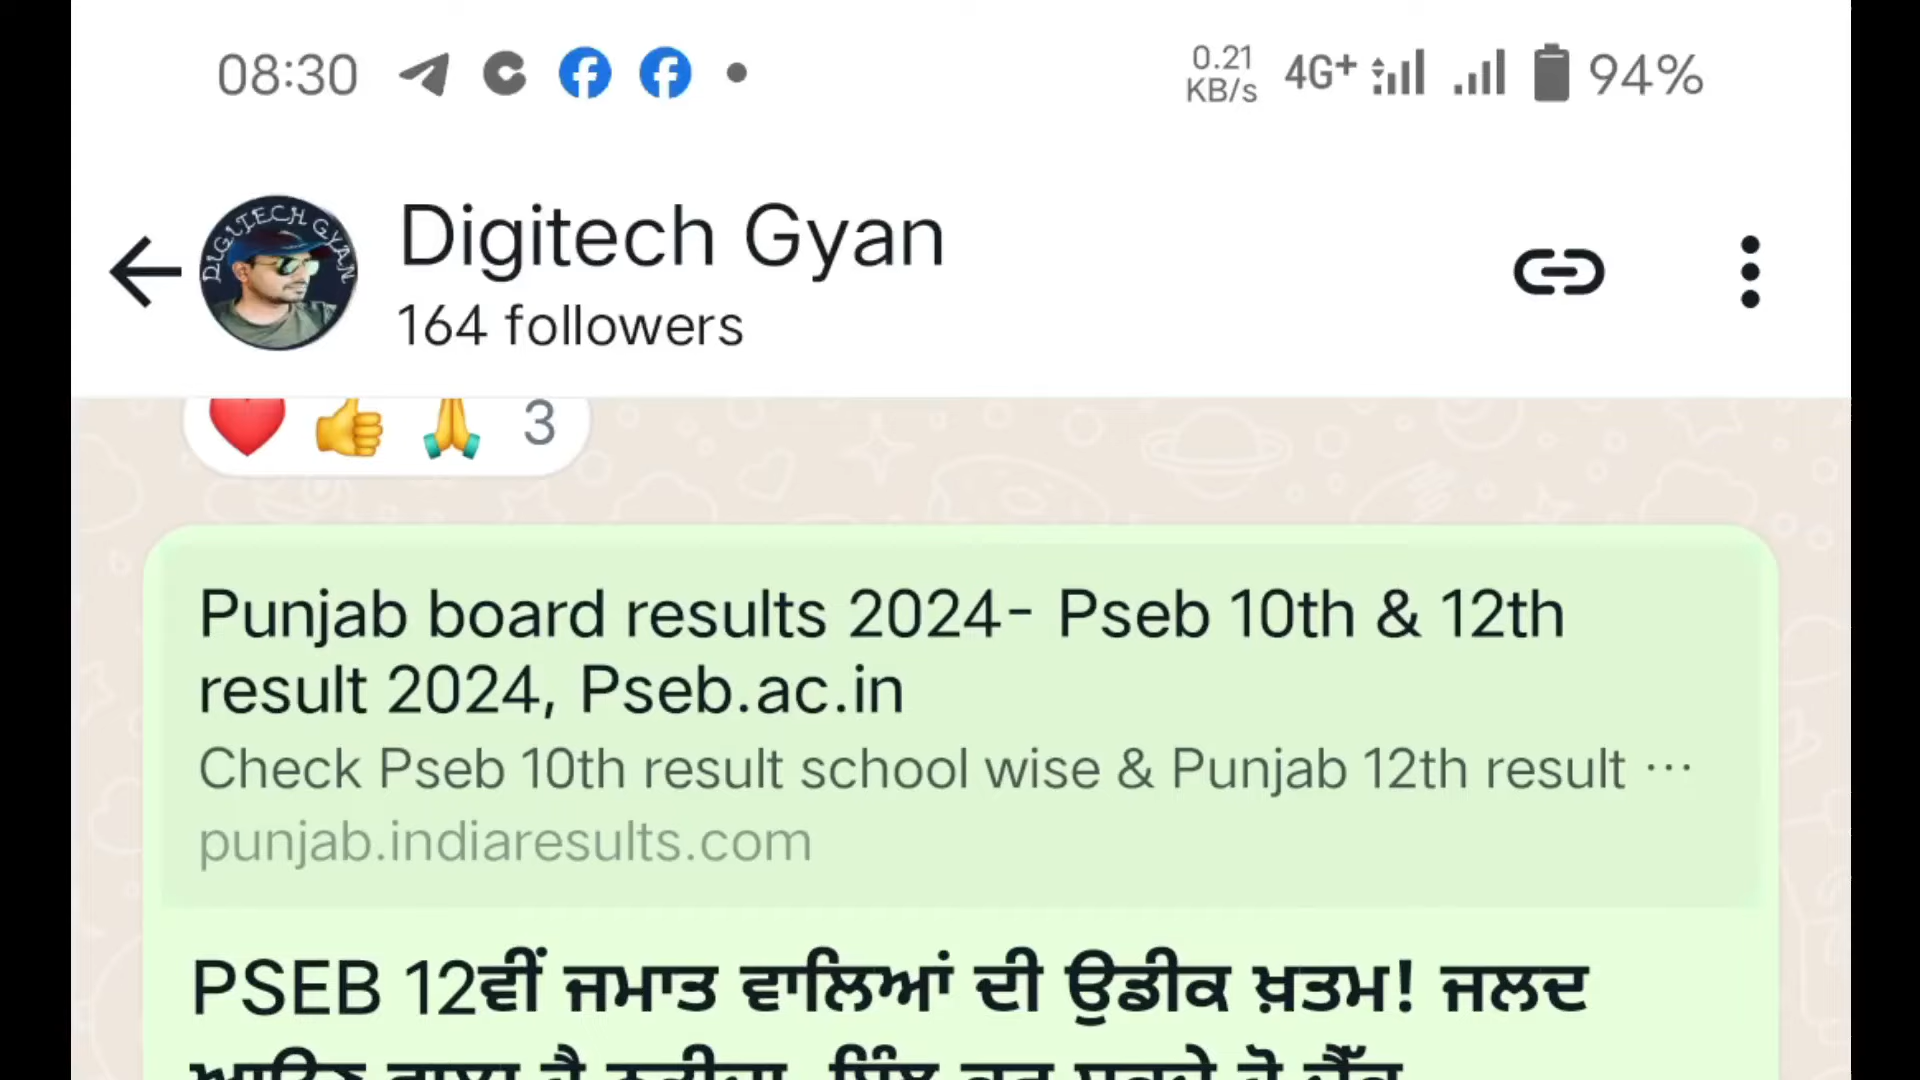 08:30
0.21
KB/s
4G+
94%
DIGITECH GYAN
Digitech Gyan
164 followers
3
Punjab board results 2024- Pseb 10th & 12th
result 2024, Pseb.ac.in
Check Pseb 10th result school wise & Punjab 12th result ...
punjab.indiaresults.com
PSEB 12ਵੀਂ ਜਮਾਤ ਵਾਲਿਆਂ ਦੀ ਉਡੀਕ ਖ਼ਤਮ! ਜਲਦ